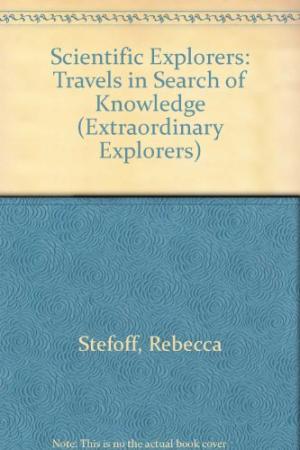 Scientific Explorers:
Travels in Search of
Knowledge
(Extraordinary
Explorers)
Stefoff, Rebecca
Note: This is no the actual book cover